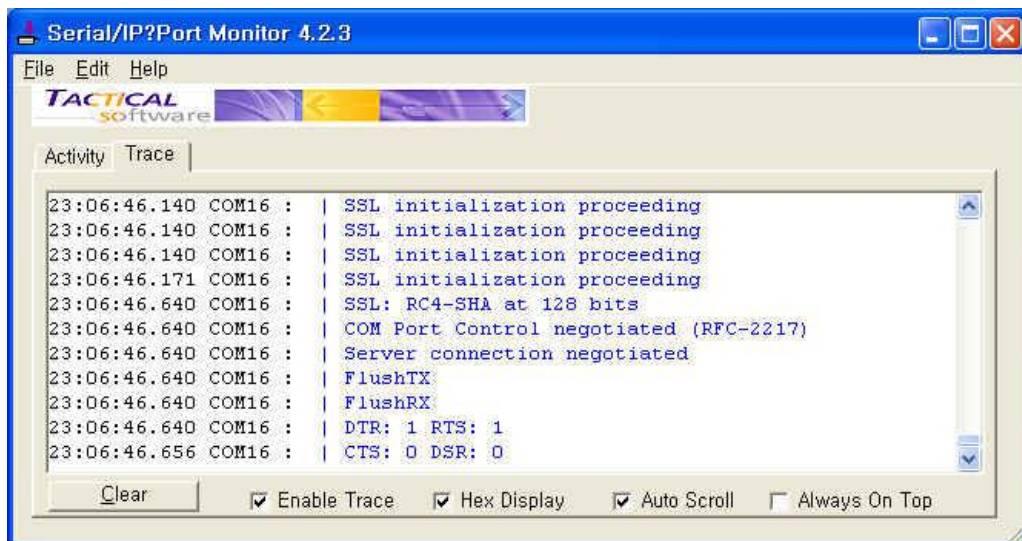 Serial/IP?Port Monitor 4.2.3
File Edit Help
TACTICAL
software
Activity Trace
23:06:46.140 COM16 : | SSL initialization proceeding
23:06:46.140 COM16 : | SSL initialization proceeding
23:06:46.140 COM16 : | SSL initialization proceeding
23:06:46.171 COM16 : | SSL initialization proceeding
23:06:46.640 COM16 : | SSL: RC4-SHA at 128 bits
23:06:46.640 COM16 : | COM Port Control negotiated (RFC-2217)
23:06:46.640 COM16 : | Server connection negotiated
23:06:46.640 COM16 : | FlushTX
23:06:46.640 COM16 : | FlushRX
23:06:46.640 COM16 : | DTR: 1 RTS: 1
23:06:46.656 COM16 : | CTS: 0 DSR: 0
Clear Enable Trace Hex Display Auto Scroll Always On Top